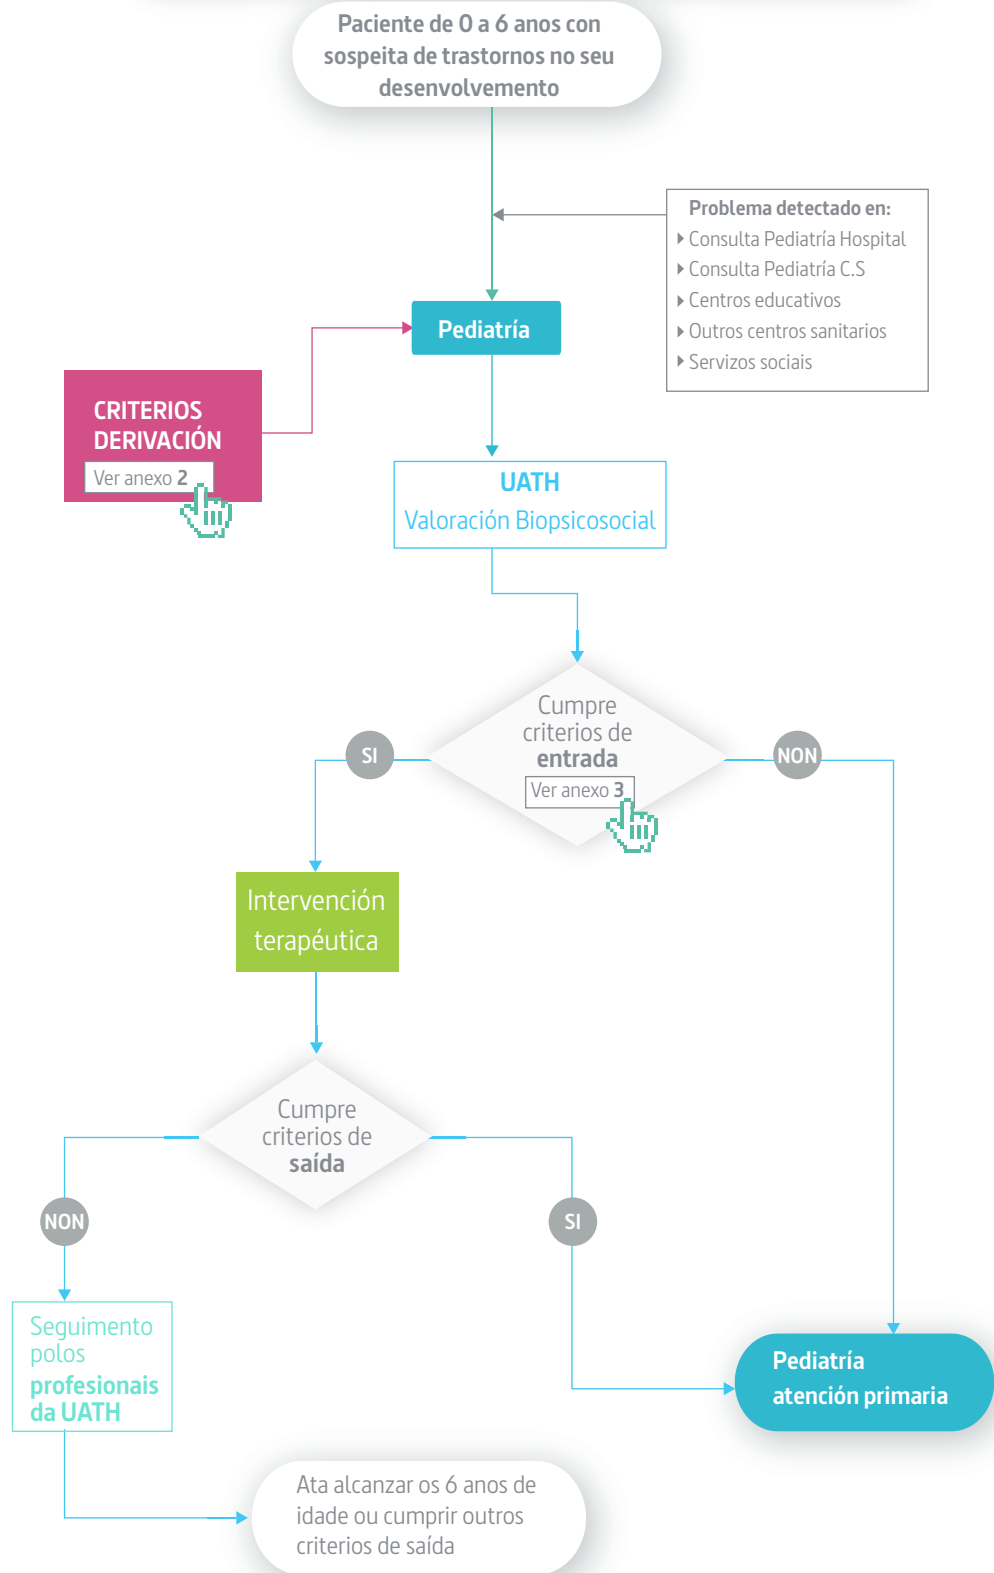 Paciente de 0 a 6 anos con
sospeita de trastornos no seu
desenvolvemento
Problema detectado en:
Consulta Pediatría Hospital
Consulta Pediatría C.S
Centros educativos
Outros centros sanitarios
Servizos sociais
Pediatría
CRITERIOS
DERIVACIÓN
Ver anexo 2
UATH
Valoración Biopsicosocial
Cumpre
criterios de
entrada
Ver anexo 3
SI
NON
Intervención
terapéutica
Cumpre
criterios de
saída
NON
SI
Seguimento
polos
profesionais
da UATH
Pediatría
atención primaria
Ata alcanzar os 6 anos de
idade ou cumprir outros
criterios de saída